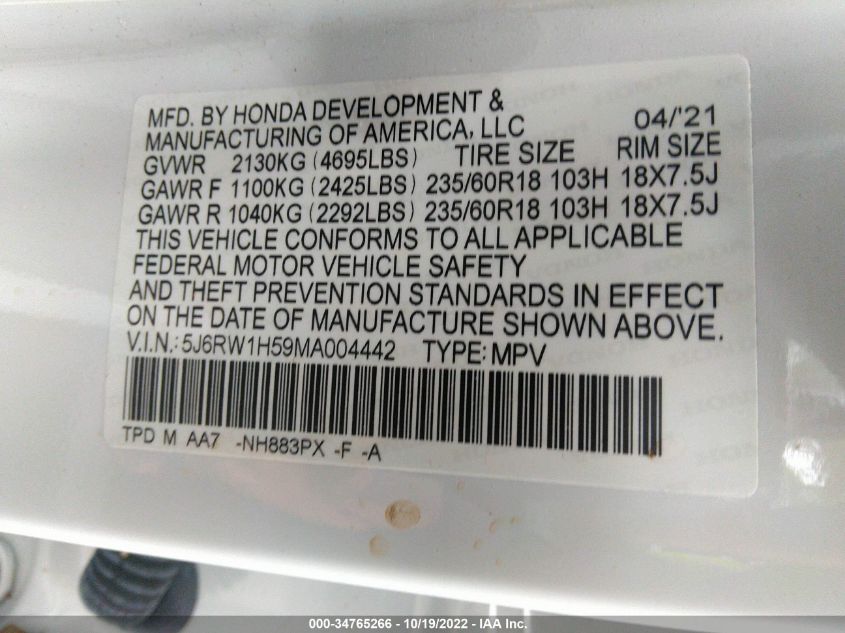 MFD. BY HONDA DEVELOPMENT &
MANUFACTURING OF AMERICA, LLC 04/'21
GVWR 2130KG (4695LBS) TIRE SIZE RIM SIZE
GAWR F 1100KG (2425LBS) 235/60R18 103H 18X7.5J
GAWR R 1040KG (2292LBS) 235/60R18 103H 18X7.5J
THIS VEHICLE CONFORMS TO ALL APPLICABLE
FEDERAL MOTOR VEHICLE SAFETY
AND THEFT PREVENTION STANDARDS IN EFFECT
ON THE DATE OF MANUFACTURE SHOWN ABOVE.
V.I.N.: 5J6RW1H59MA004442 TYPE: MPV
TPD M AA7 -NH883PX -F -A
000-34765266 - 10/19/2022 - IAA Inc.